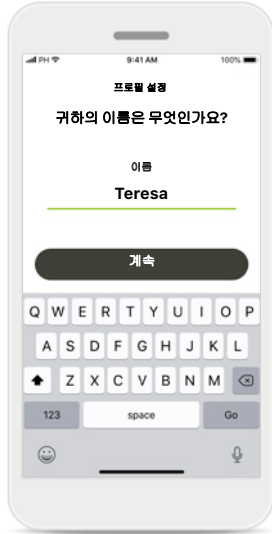 PH 9:41 AM 100%
프로필 설정
귀하의 이름은 무엇인가요?
이름
Teresa
계속
Q W E R T Y U I O P
A S D F G H J K L
Z X C V B N M
123 space Go